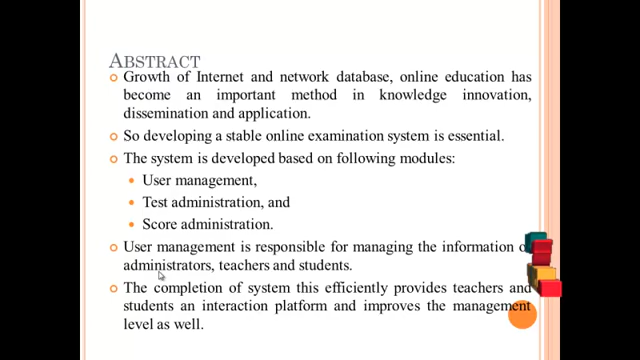 ABSTRACT
Growth of Internet and network database, online education has
become an important method in knowledge innovation,
dissemination and application.
So developing a stable online examination system is essential.
The system is developed based on following modules:
User management,
Test administration, and
Score administration.
User management is responsible for managing the information
administrators, teachers and students.
The completion of system this efficiently provides teachers and
students an interaction platform and improves the management
level as well.